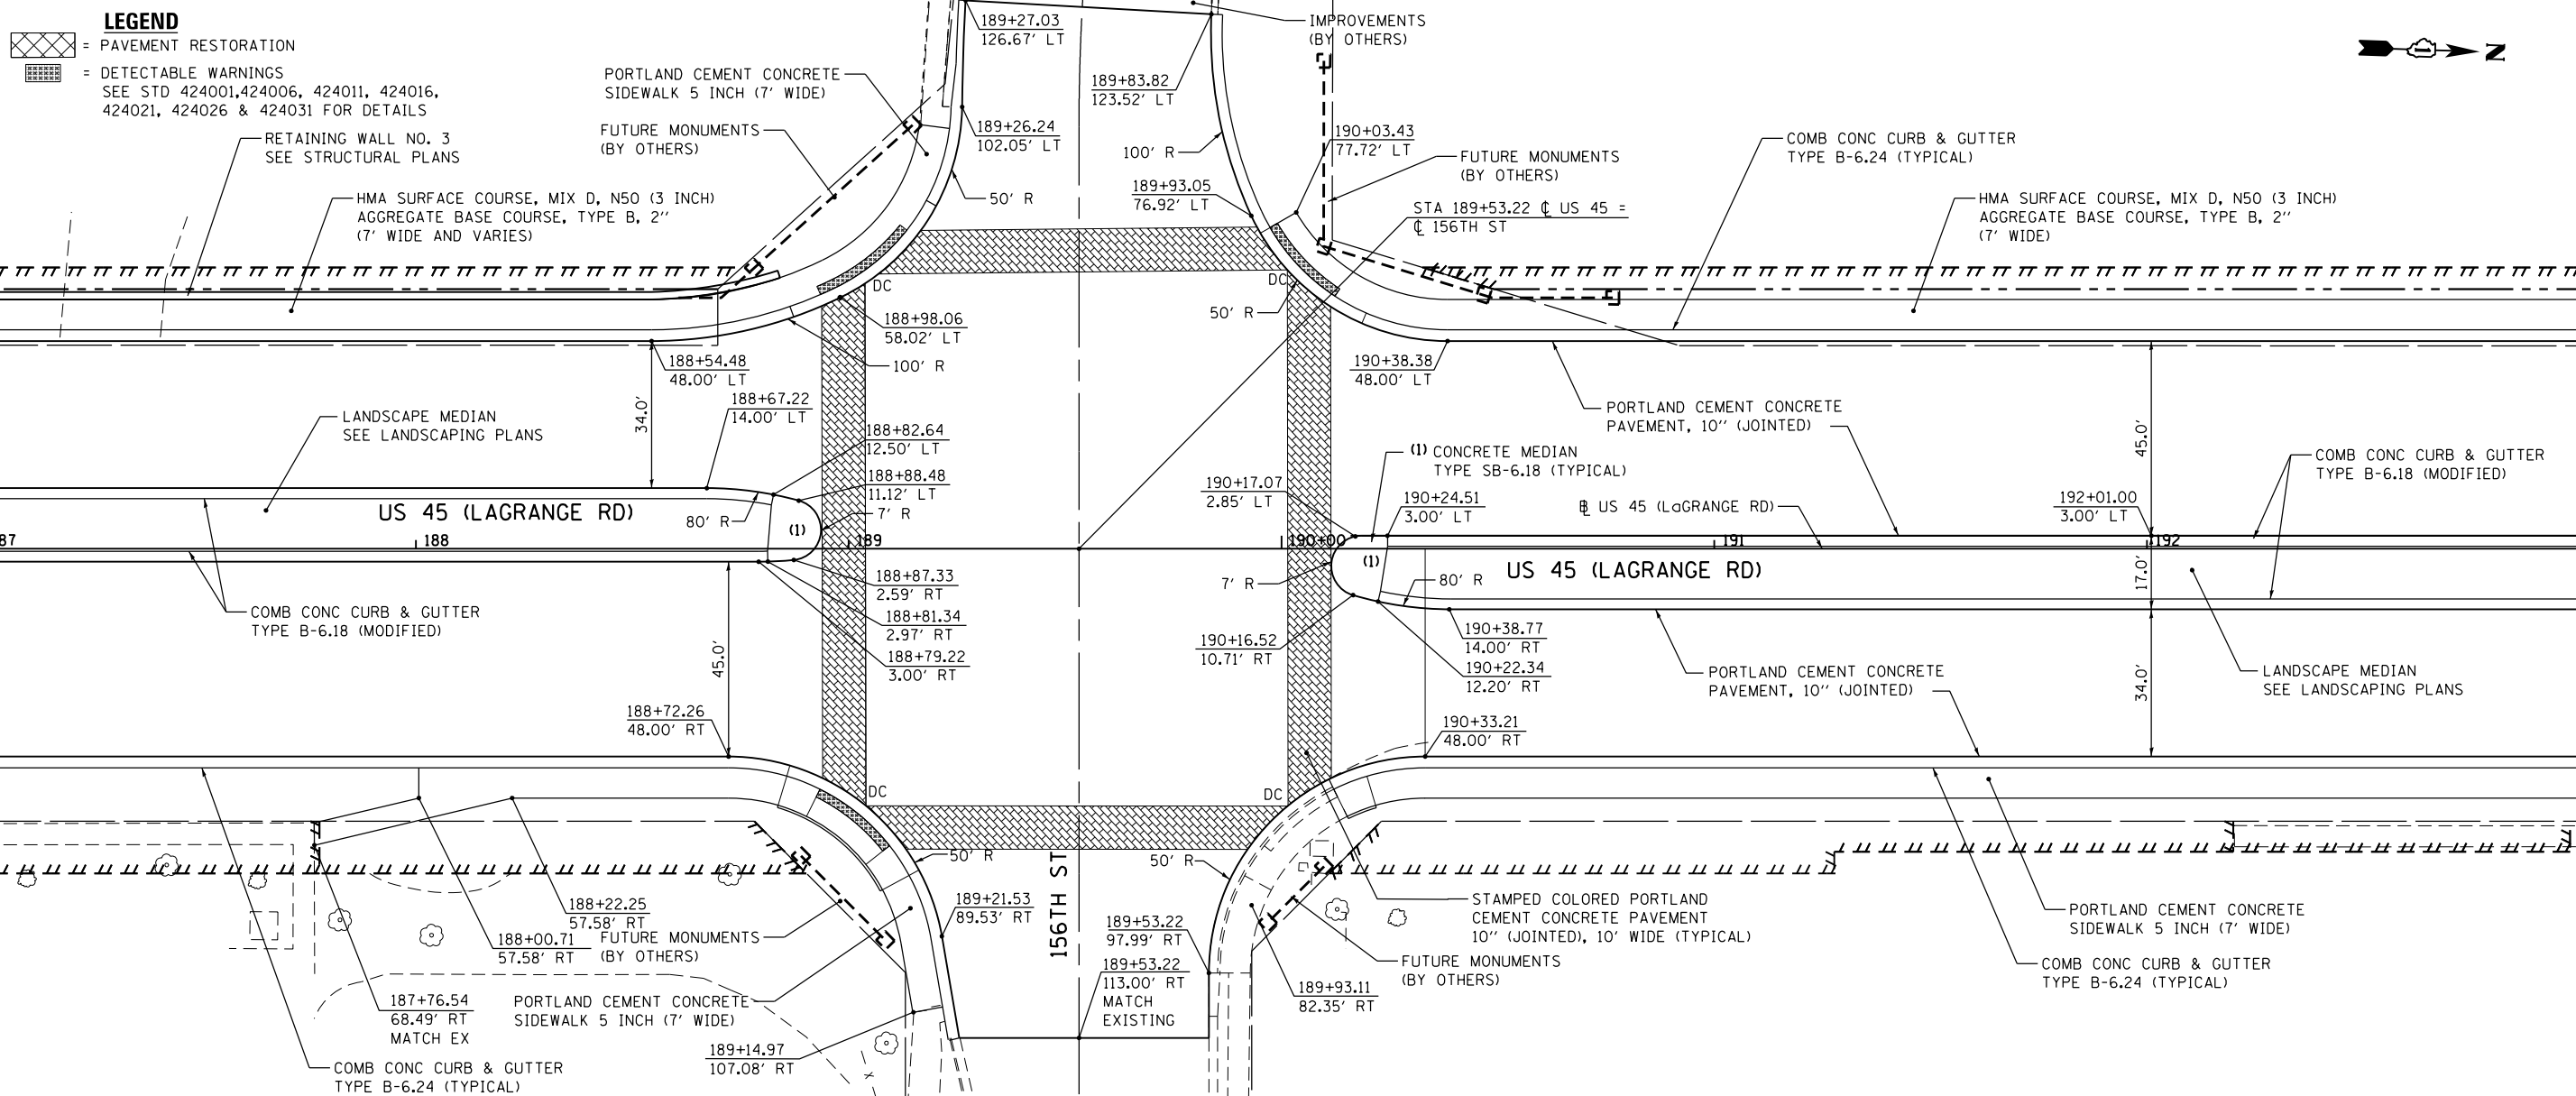 LEGEND
= PAVEMENT RESTORATION
= DETECTABLE WARNINGS
SEE STD 424001,424006, 424011, 424016,
424021, 424026 & 424031 FOR DETAILS
RETAINING WALL NO. 3
SEE STRUCTURAL PLANS
HMA SURFACE COURSE, MIX D, N50 (3 INCH)
AGGREGATE BASE COURSE, TYPE B, 2''
(7' WIDE AND VARIES)
PORTLAND CEMENT CONCRETE
SIDEWALK 5 INCH (7' WIDE)
FUTURE MONUMENTS
(BY OTHERS)
189+27.03
126.67' LT
189+26.24
102.05' LT
50' R
189+83.82
123.52' LT
100' R
189+93.05
76.92' LT
IMPROVEMENTS
(BY OTHERS)
190+03.43
77.72' LT
FUTURE MONUMENTS
(BY OTHERS)
STA 189+53.22 ℄ US 45 =
℄ 156TH ST
COMB CONC CURB & GUTTER
TYPE B-6.24 (TYPICAL)
HMA SURFACE COURSE, MIX D, N50 (3 INCH)
AGGREGATE BASE COURSE, TYPE B, 2''
(7' WIDE)
N
DC
DC
50' R
188+98.06
58.02' LT
100' R
188+54.48
48.00' LT
34.0'
188+67.22
14.00' LT
188+82.64
12.50' LT
188+88.48
11.12' LT
7' R
80' R
(1)
LANDSCAPE MEDIAN
SEE LANDSCAPING PLANS
US 45 (LAGRANGE RD)
87
188
189
190+00
191
192
190+38.38
48.00' LT
PORTLAND CEMENT CONCRETE
PAVEMENT, 10'' (JOINTED)
(1) CONCRETE MEDIAN
TYPE SB-6.18 (TYPICAL)
190+17.07
2.85' LT
190+24.51
3.00' LT
B US 45 (LaGRANGE RD)
192+01.00
3.00' LT
45.0'
COMB CONC CURB & GUTTER
TYPE B-6.18 (MODIFIED)
17.0'
34.0'
(1)
7' R
80' R
US 45 (LAGRANGE RD)
188+87.33
2.59' RT
188+81.34
2.97' RT
188+79.22
3.00' RT
COMB CONC CURB & GUTTER
TYPE B-6.18 (MODIFIED)
45.0'
188+72.26
48.00' RT
190+16.52
10.71' RT
190+38.77
14.00' RT
190+22.34
12.20' RT
190+33.21
48.00' RT
PORTLAND CEMENT CONCRETE
PAVEMENT, 10'' (JOINTED)
LANDSCAPE MEDIAN
SEE LANDSCAPING PLANS
DC
DC
50' R
50' R
156TH ST
188+22.25
57.58' RT
188+00.71
57.58' RT
FUTURE MONUMENTS
(BY OTHERS)
189+21.53
89.53' RT
189+53.22
97.99' RT
189+53.22
113.00' RT
MATCH
EXISTING
187+76.54
68.49' RT
MATCH EX
PORTLAND CEMENT CONCRETE
SIDEWALK 5 INCH (7' WIDE)
189+14.97
107.08' RT
COMB CONC CURB & GUTTER
TYPE B-6.24 (TYPICAL)
189+93.11
82.35' RT
STAMPED COLORED PORTLAND
CEMENT CONCRETE PAVEMENT
10'' (JOINTED), 10' WIDE (TYPICAL)
FUTURE MONUMENTS
(BY OTHERS)
PORTLAND CEMENT CONCRETE
SIDEWALK 5 INCH (7' WIDE)
COMB CONC CURB & GUTTER
TYPE B-6.24 (TYPICAL)